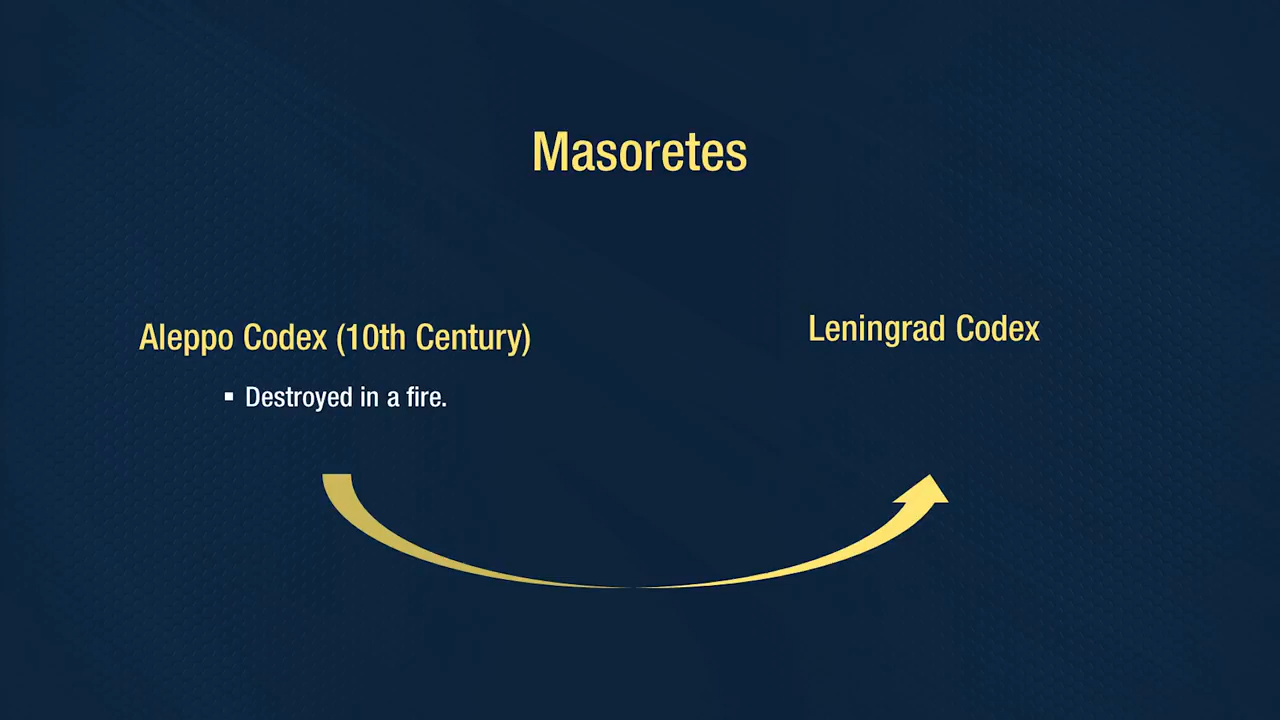 Masoretes
Aleppo Codex (10th Century)
▪ Destroyed in a fire.
Leningrad Codex